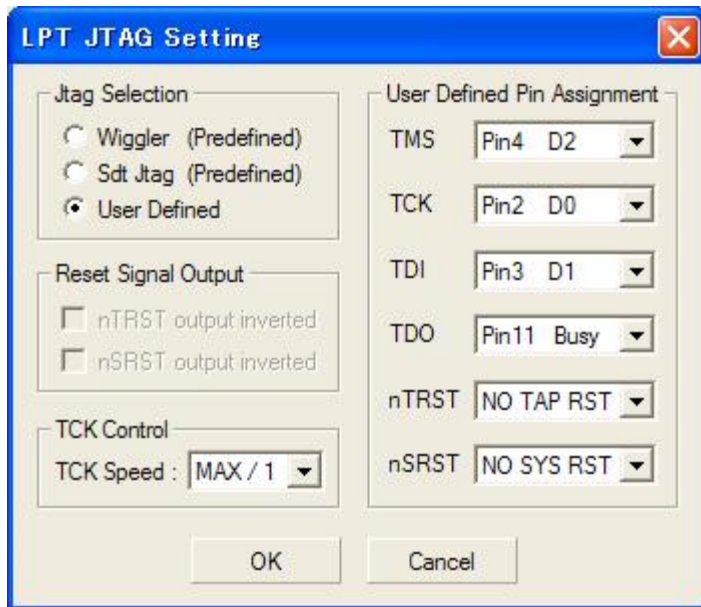 LPT JTAG Setting
Jtag Selection
Wiggler (Predefined)
Sdt Jtag (Predefined)
User Defined
Reset Signal Output
nTRST output inverted
nSRST output inverted
TCK Control
TCK Speed : MAX / 1
User Defined Pin Assignment
TMS Pin4 D2
TCK Pin2 D0
TDI Pin3 D1
TDO Pin11 Busy
nTRST NO TAP RST
nSRST NO SYS RST
OK Cancel